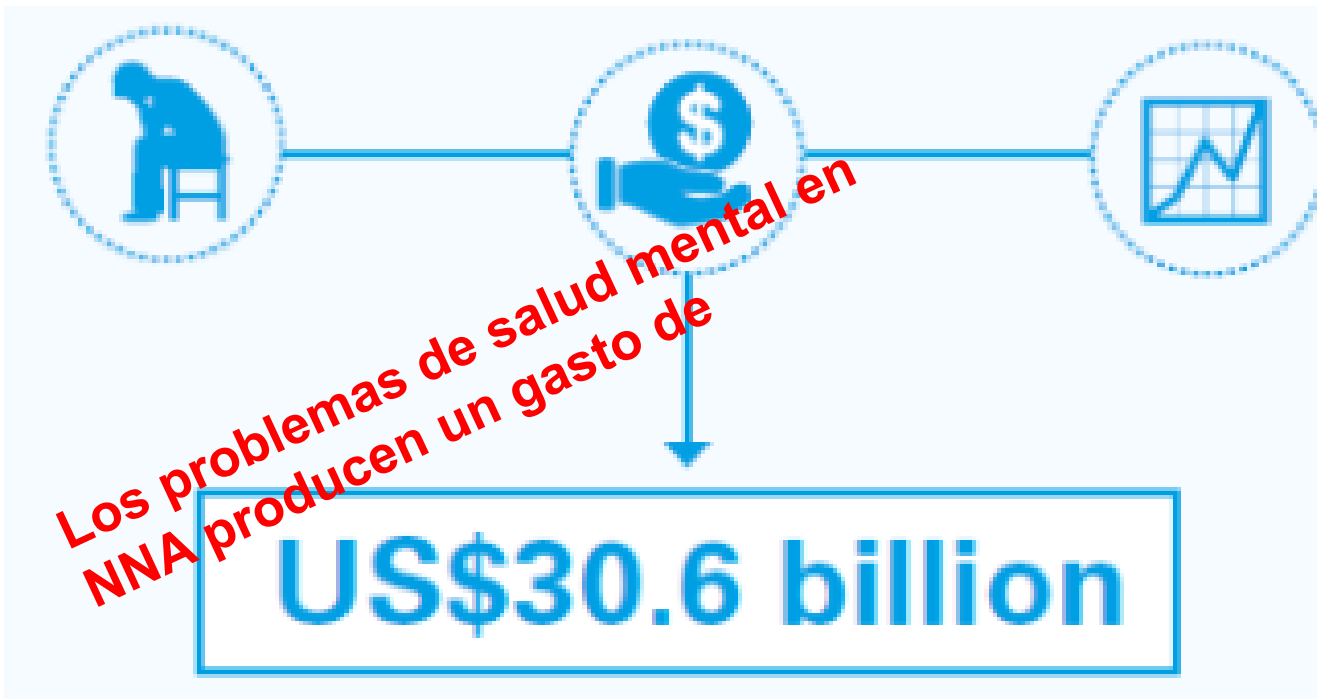 $
Los problemas de salud mental en
NNA producen un gasto de
US$30.6 billion